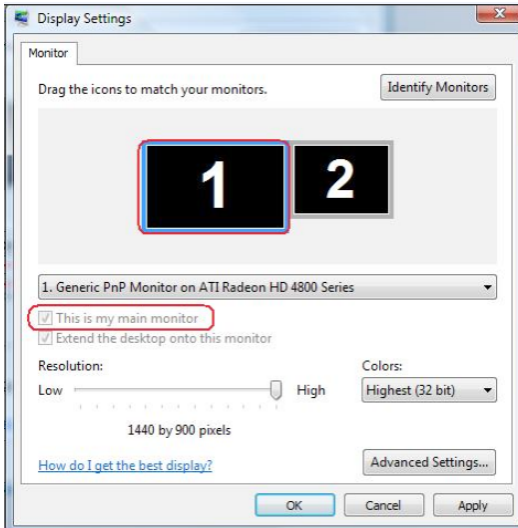 Display Settings
Monitor
Drag the icons to match your monitors.
Identify Monitors
1
2
1. Generic PnP Monitor on ATI Radeon HD 4800 Series
This is my main monitor
Extend the desktop onto this monitor
Resolution:
Colors:
Low
High
Highest (32 bit)
1440 by 900 pixels
How do I get the best display?
Advanced Settings...
OK
Cancel
Apply